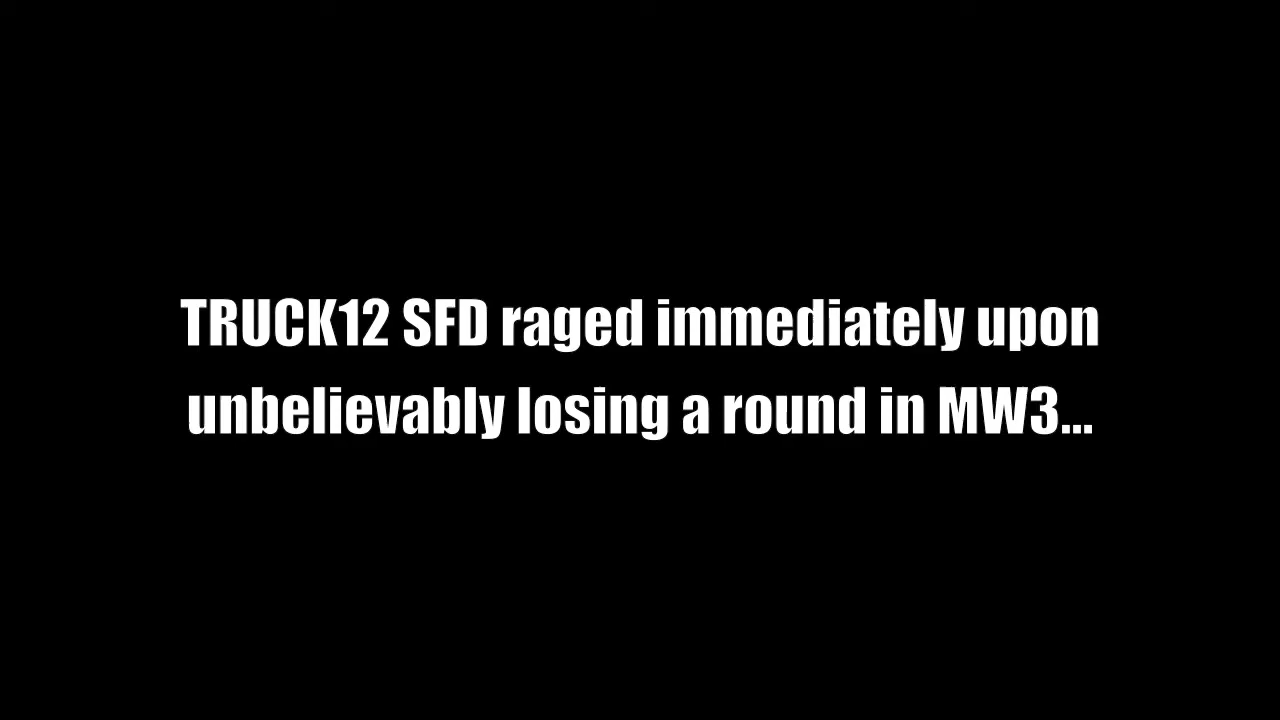 TRUCK12 SFD raged immediately upon
unbelievably losing a round in MW3...